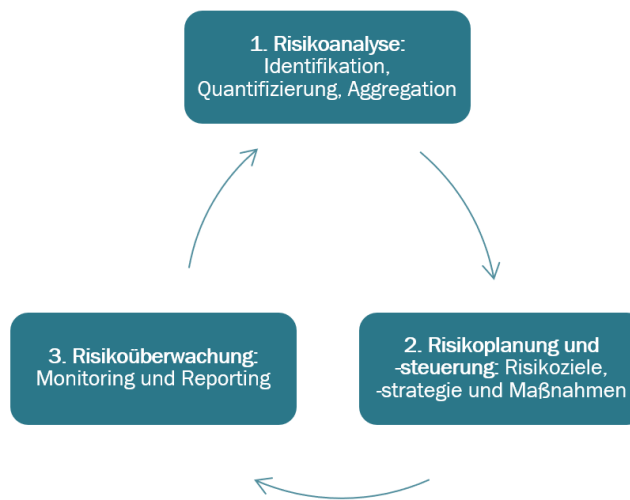 1. Risikoanalyse:
Identifikation,
Quantifizierung, Aggregation
2. Risikoplanung und
-steuerung: Risikoziele,
-strategie und Maßnahmen
3. Risikoüberwachung:
Monitoring und Reporting